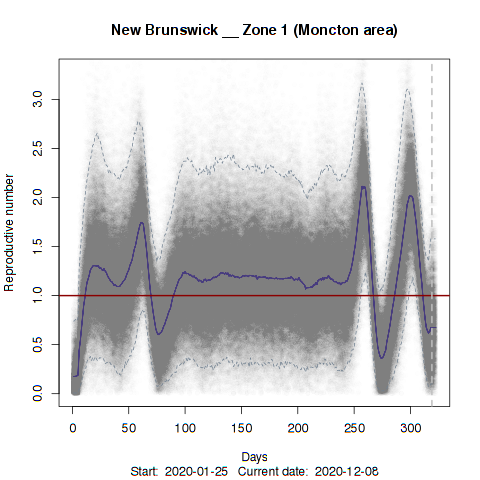 New Brunswick __ Zone 1 (Moncton area)
Reproductive number
3.0
2.5
2.0
1.5
1.0
0.5
0.0
0 50 100 150 200 250 300
Days
Start: 2020-01-25 Current date: 2020-12-08